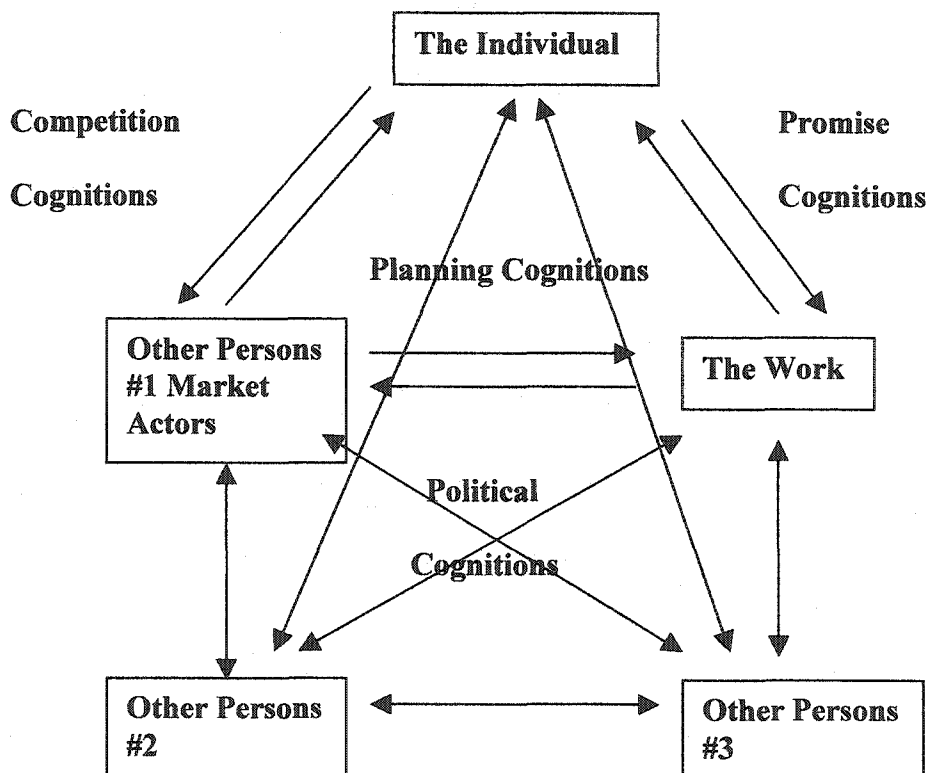 The Individual
Competition
Cognitions
Promise
Cognitions
Planning Cognitions
Other Persons
#1 Market
Actors
The Work
Political
Cognitions
Other Persons
#2
Other Persons
#3